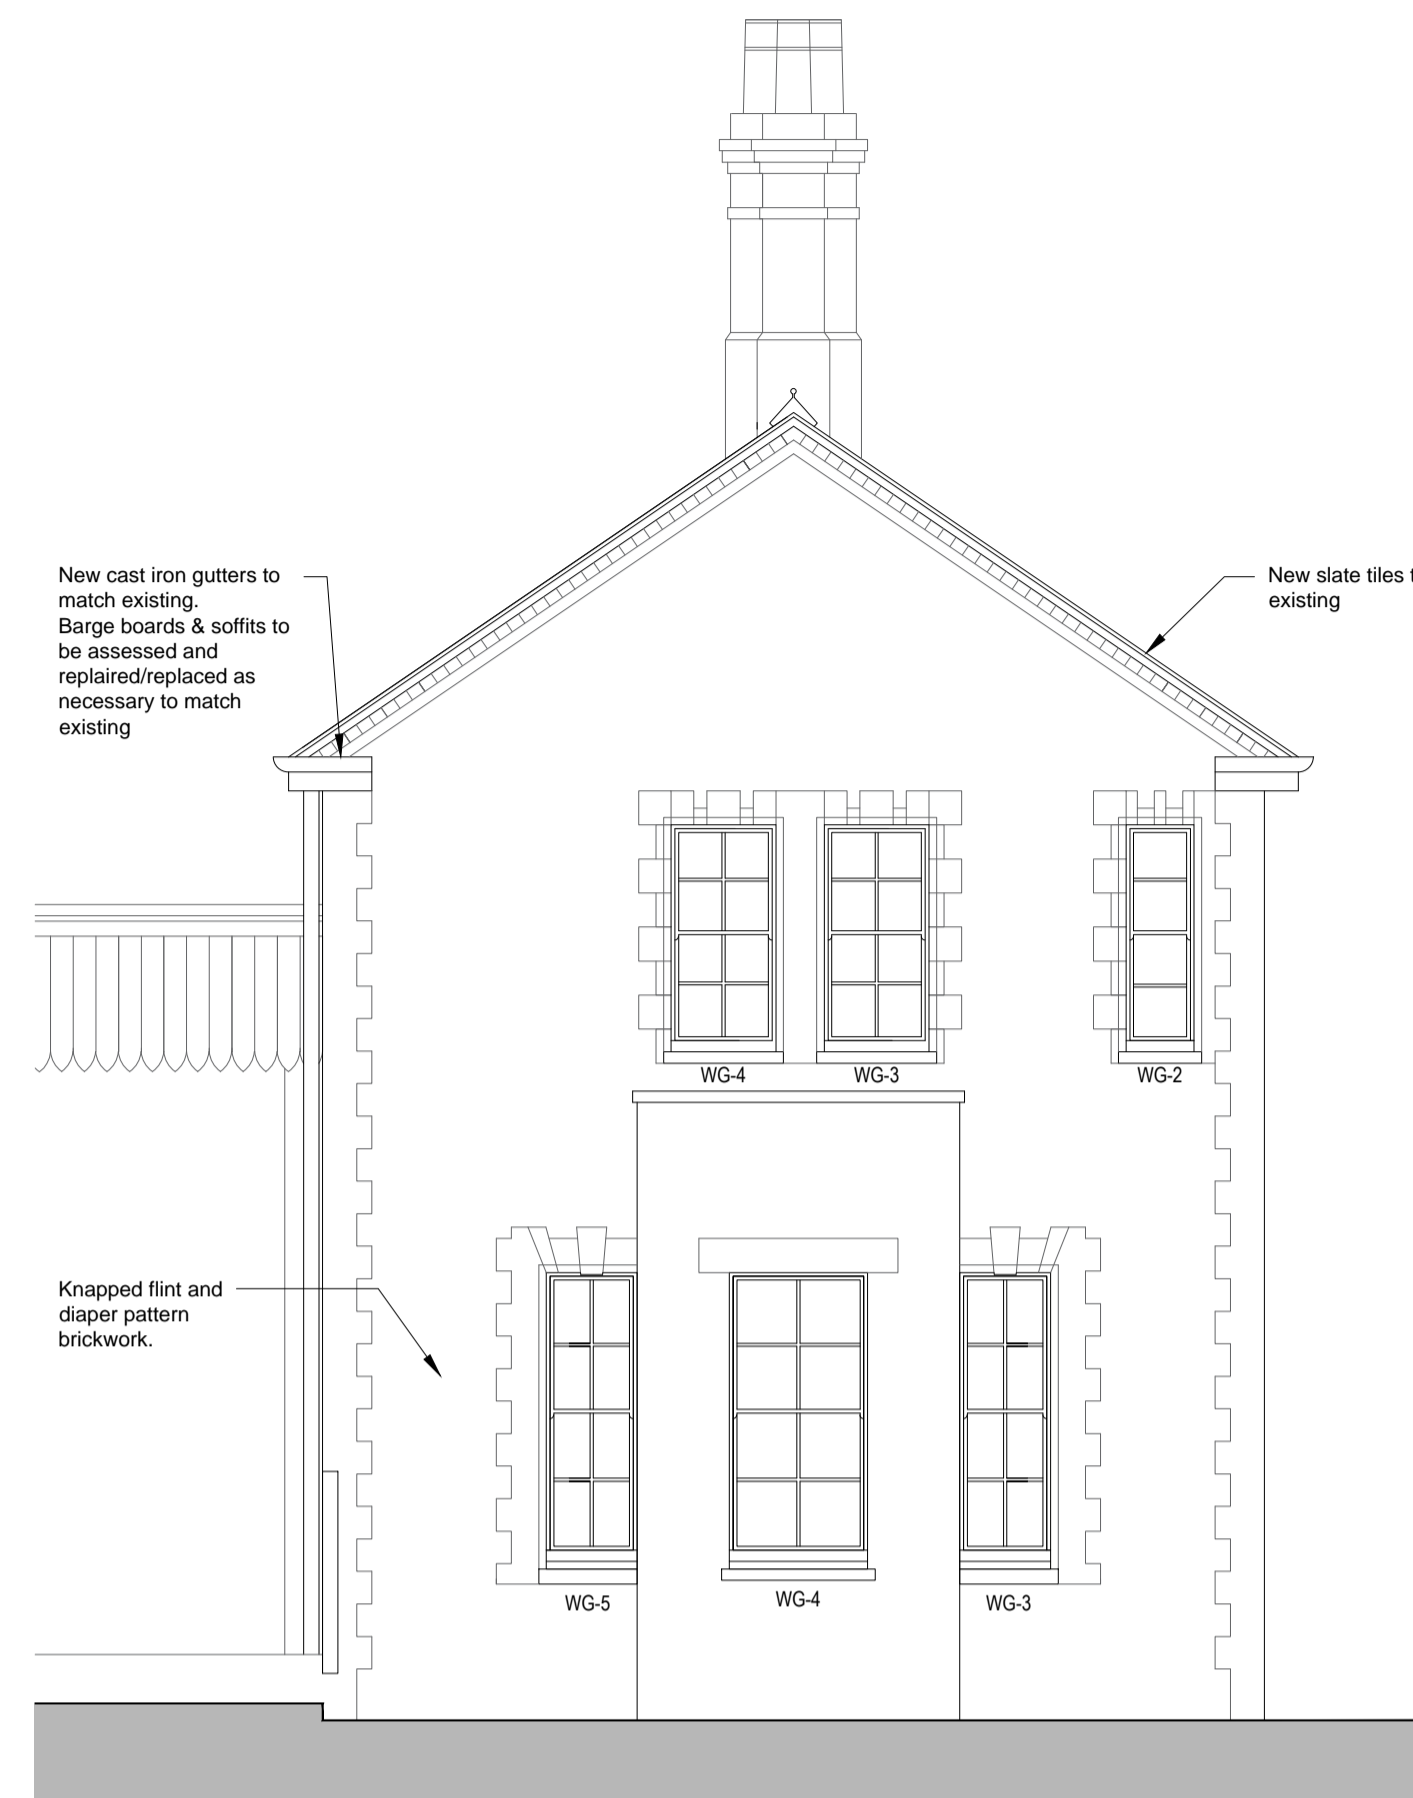 New cast iron gutters to
match existing.
Barge boards & soffits to
be assessed and
replaired/replaced as
necessary to match
existing
New slate tiles
existing
WG-4
WG-3
WG-2
Knapped flint and
diaper pattern
brickwork.
WG-5
WG-4
WG-3